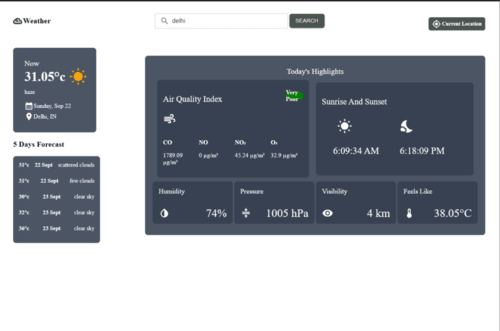 Weather
delhi
SEARCH
Current Location
Now
31.05°c
haze
Sunday, Sep 22
Delhi, IN
5 Days Forecast
31°c 22 Sept scattered clouds
31°c 22 Sept few clouds
30°c 23 Sept clear sky
32°c 23 Sept clear sky
36°c 23 Sept clear sky
Today's Highlights
Air Quality Index
Very Poor
CO NO NO₂ O₃
1789.09 μg/m³ 0 μg/m³ 45.24 μg/m³ 32.9 μg/m³
Sunrise And Sunset
6:09:34 AM 6:18:09 PM
Humidity
74%
Pressure
1005 hPa
Visibility
4 km
Feels Like
38.05°C